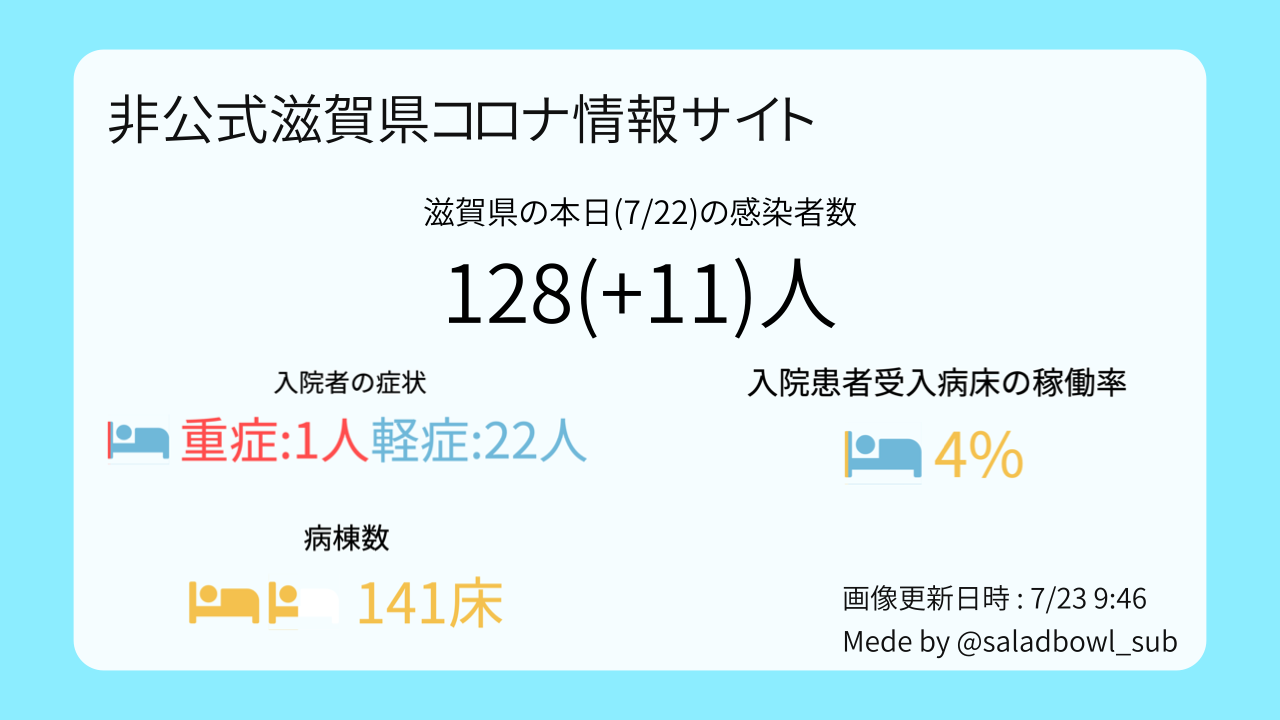 非公式滋賀県コロナ情報サイト
滋賀県の本日(7/22)の感染者数
128(+11)人
入院者の症状
重症:1人軽症:22人
入院患者受入病床の稼働率
4%
病棟数
141床
画像更新日時 : 7/23 9:46
Mede by @saladbowl_sub